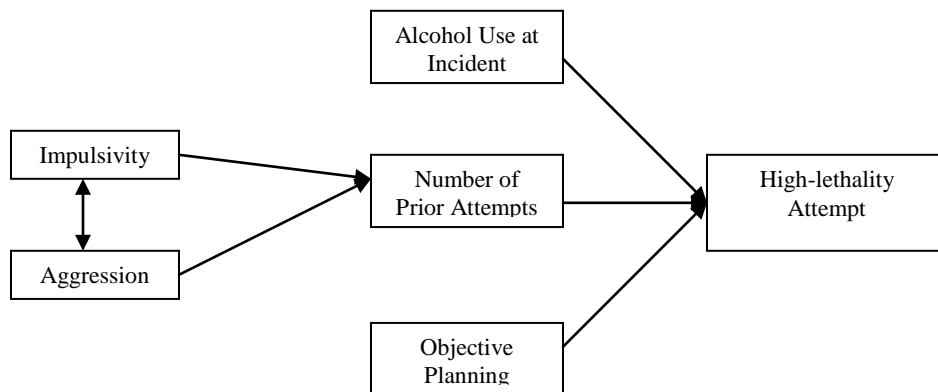 Alcohol Use at
Incident
Impulsivity
Number of
Prior Attempts
High-lethality
Attempt
Aggression
Objective
Planning